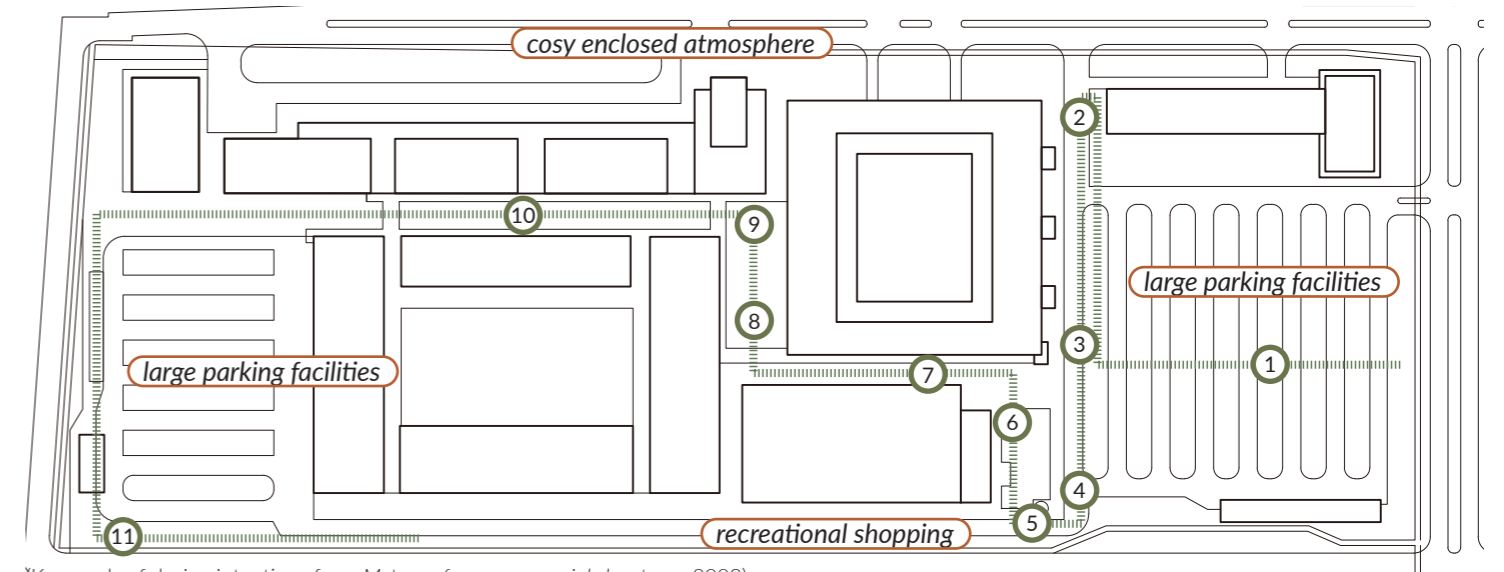 cosy enclosed atmosphere
2
10
9
large parking facilities
8
3
1
large parking facilities
7
6
4
5
recreational shopping
11